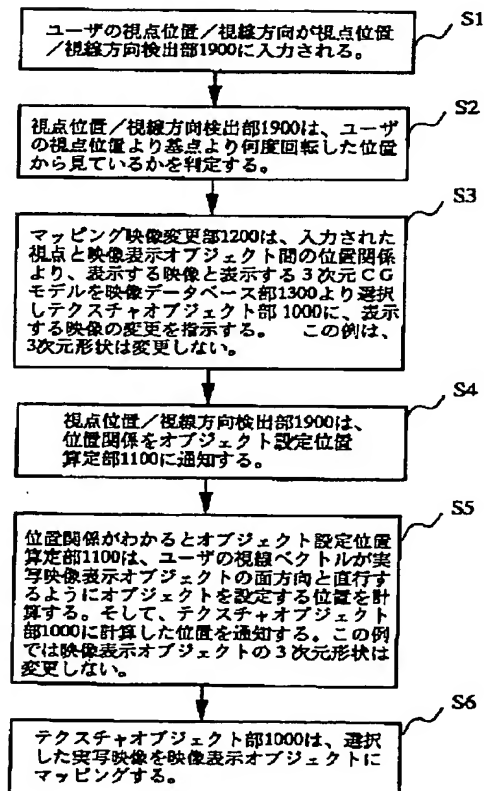 S1
ユーザの視点位置/視線方向が視点位置
/視線方向検出部1900に入力される。
S2
視点位置/視線方向検出部1900は、ユーザ
の視点位置より基点より何度回転した位置
から見ているかを判定する。
S3
マッピング映像変更部1200は、入力された
視点と映像表示オブジェクト間の位置関係
より、表示する映像と表示する3次元CG
モデルを映像データベース部1300より選択
しテクスチャオブジェクト部1000に、表示
する映像の変更を指示する。 この例は、
3次元形状は変更しない。
S4
視点位置/視線方向検出部1900は、
位置関係をオブジェクト設定位置
算定部1100に通知する。
S5
位置関係がわかるとオブジェクト設定位置
算定部1100は、ユーザの視線ベクトルが実
写映像表示オブジェクトの面方向と直行す
るようにオブジェクトを設定する位置を計
算する。そして、テクスチャオブジェクト
部1000に計算した位置を通知する。この例
では映像表示オブジェクトの3次元形状は
変更しない。
S6
テクスチャオブジェクト部1000は、選択
した実写映像を映像表示オブジェクトに
マッピングする。